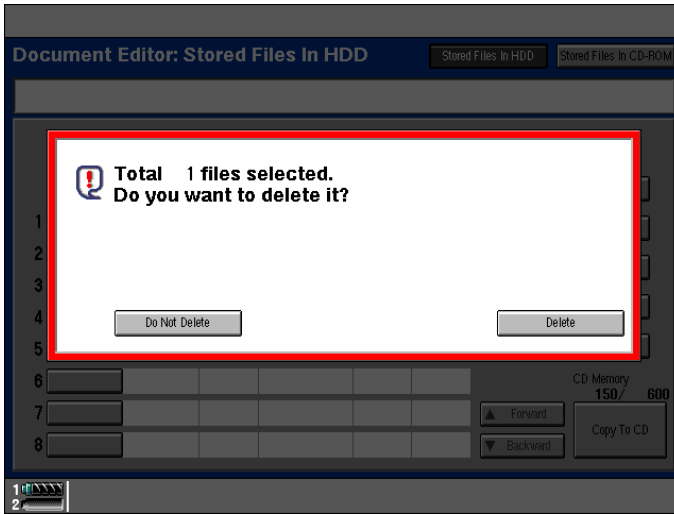 Document Editor: Stored Files In HDD
Stored Files In HDD
Stored Files In CD-ROM
Total 1 files selected.
Do you want to delete it?
1
2
3
4
5
Do Not Delete
Delete
6
7
8
CD Memory
150/ 600
Forward
Backward
Copy To CD
1
2